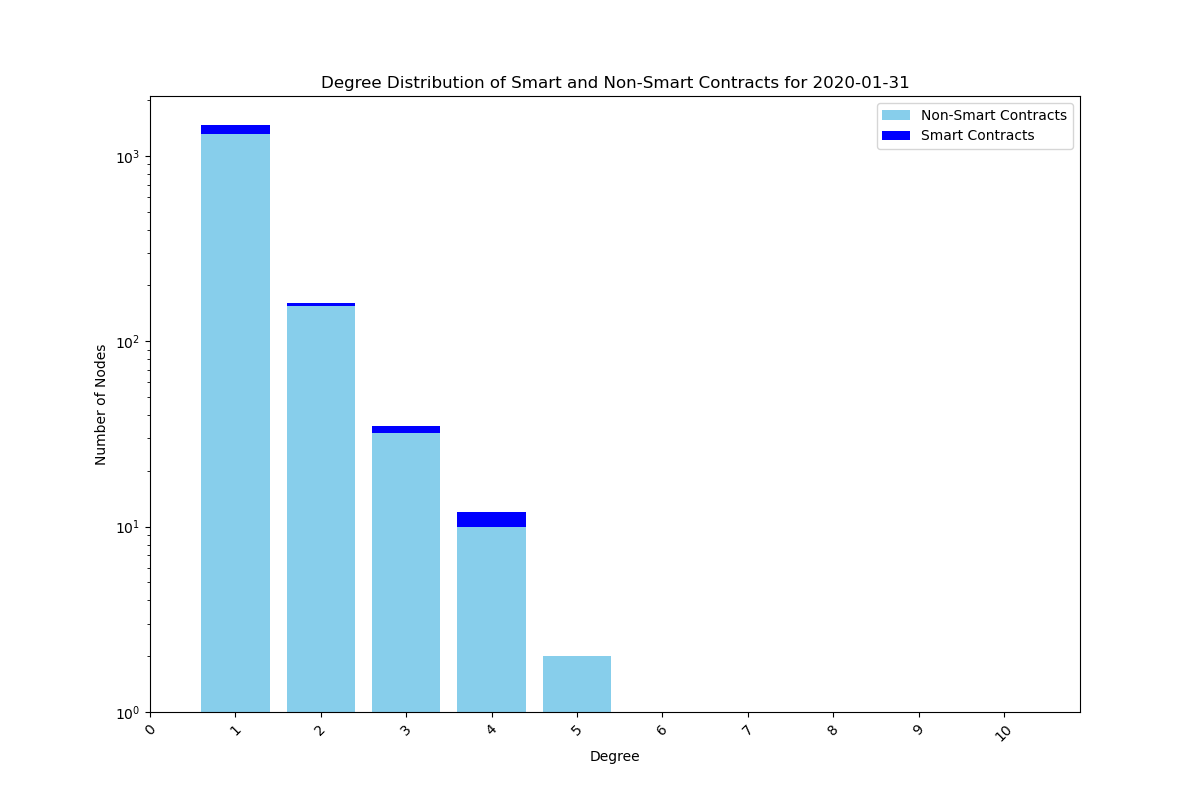 Degree Distribution of Smart and Non-Smart Contracts for 2020-01-31
Non-Smart Contracts
Smart Contracts
Number of Nodes
10³
10²
10¹
10⁰
0 1 2 3 4 5 6 7 8 9 10
Degree